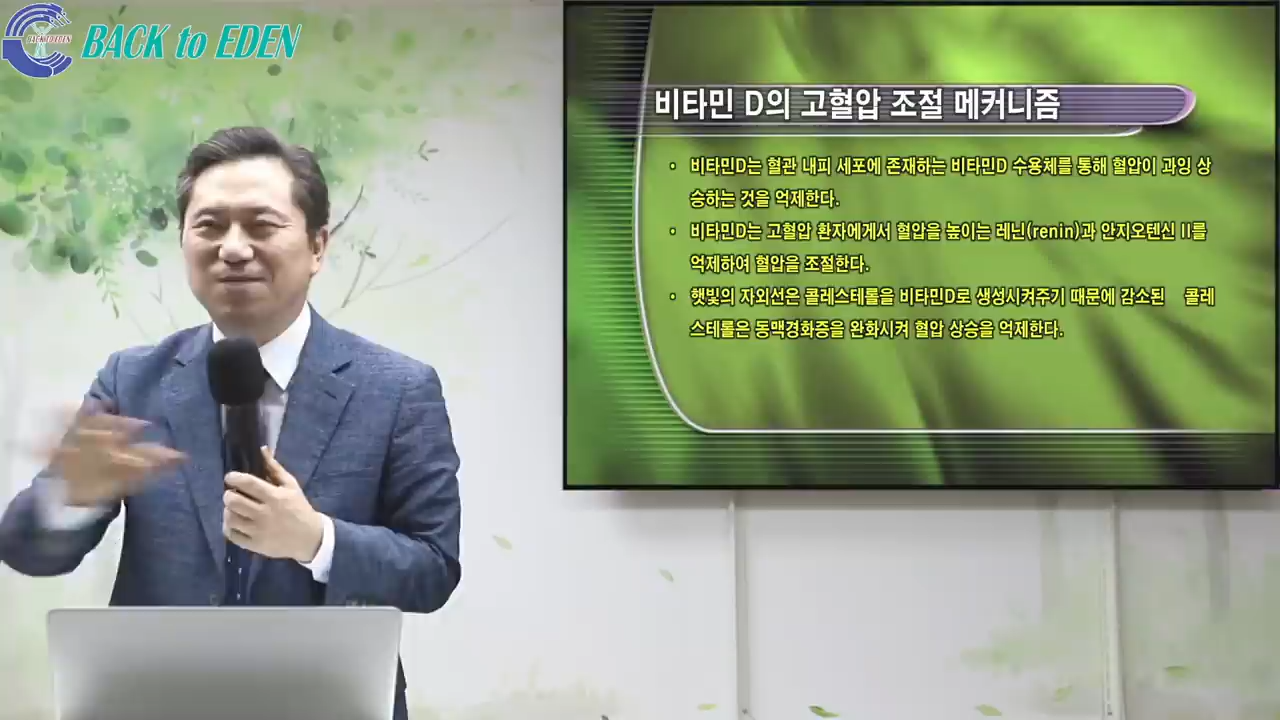 BACK to EDEN
비타민 D의 고혈압 조절 메커니즘
• 비타민D는 혈관 내피 세포에 존재하는 비타민D 수용체를 통해 혈압이 과잉 상
승하는 것을 억제한다.
• 비타민D는 고혈압 환자에게서 혈압을 높이는 레닌(renin)과 안지오텐신 II를
억제하여 혈압을 조절한다.
• 햇빛의 자외선은 콜레스테롤을 비타민D로 생성시켜주기 때문에 감소된 콜레
스테롤은 동맥경화증을 완화시켜 혈압 상승을 억제한다.